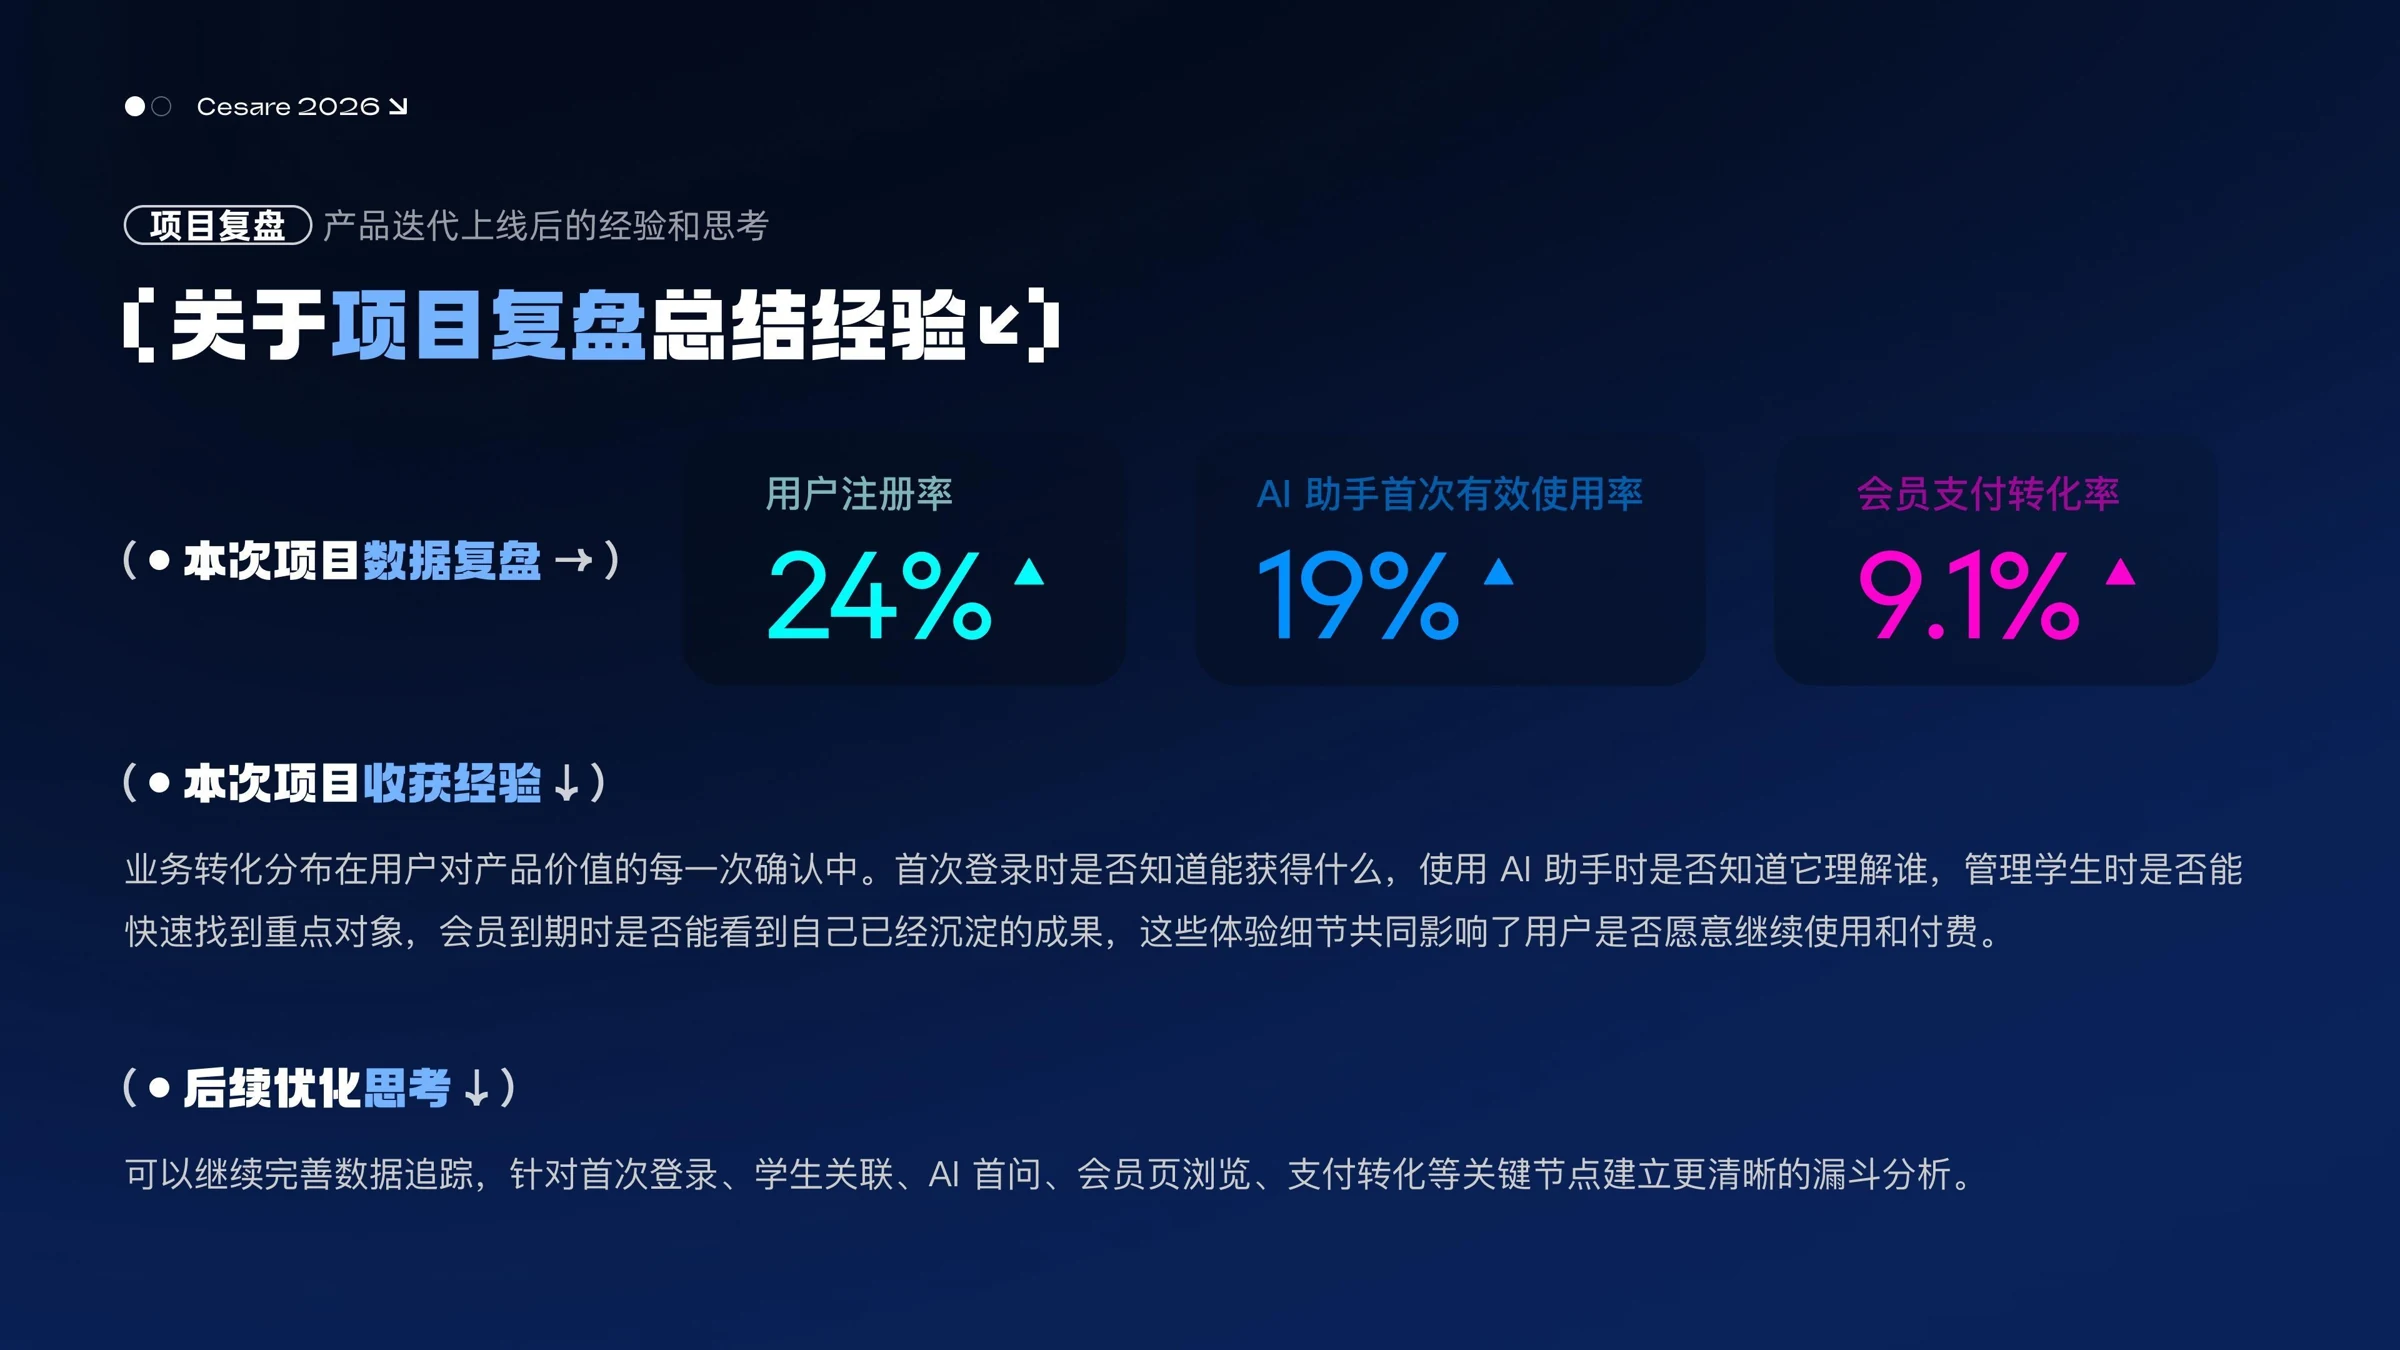 Cesare 2026 ↘
项目复盘 产品迭代上线后的经验和思考
[关于项目复盘总结经验↙]
(●本次项目数据复盘→)
用户注册率
24%▲
AI 助手首次有效使用率
19%▲
会员支付转化率
9.1%▲
(●本次项目收获经验↓)
业务转化分布在用户对产品价值的每一次确认中。首次登录时是否知道能获得什么，使用 AI 助手时是否知道它理解谁，管理学生时是否能
快速找到重点对象，会员到期时是否能看到自己已经沉淀的成果，这些体验细节共同影响了用户是否愿意继续使用和付费。
(●后续优化思考↓)
可以继续完善数据追踪，针对首次登录、学生关联、AI 首问、会员页浏览、支付转化等关键节点建立更清晰的漏斗分析。